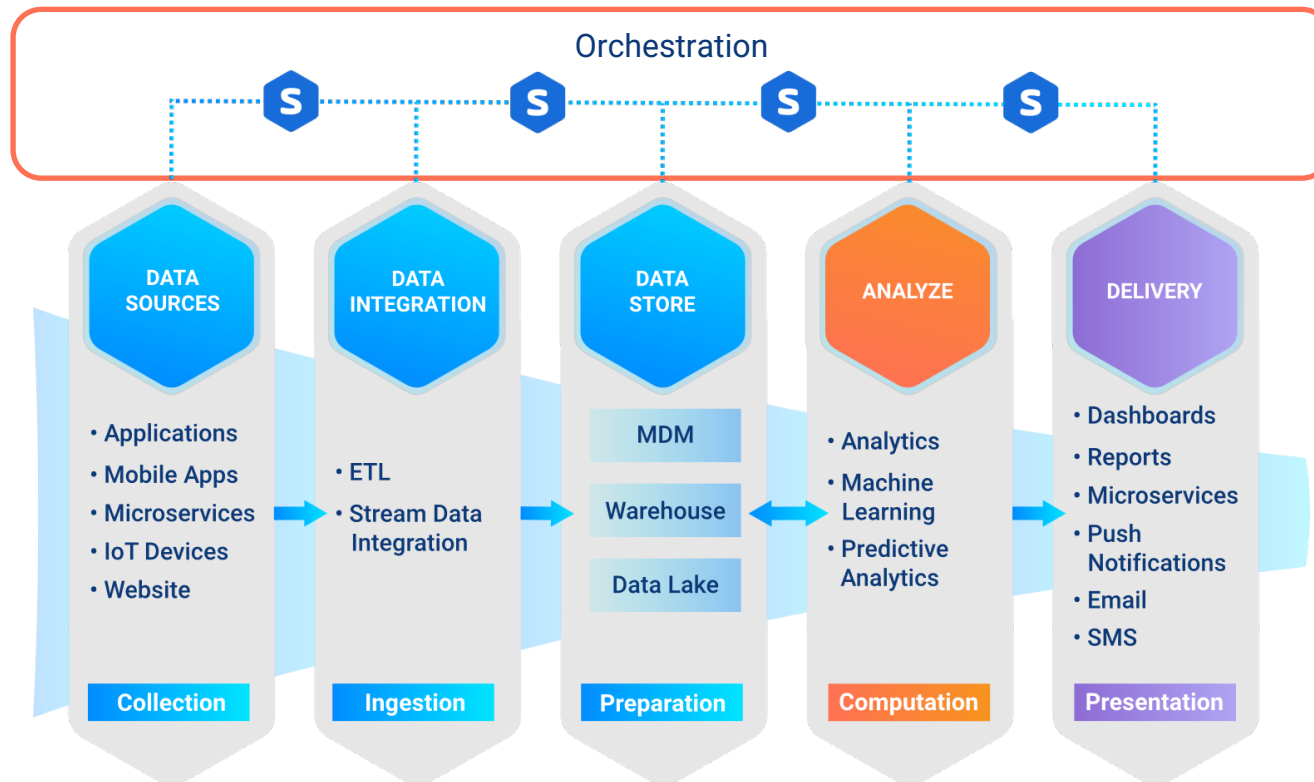 Orchestration
S
S
S
S
DATA
SOURCES
• Applications
• Mobile Apps
• Microservices
• IoT Devices
• Website
Collection
DATA
INTEGRATION
• ETL
• Stream Data
Integration
Ingestion
DATA
STORE
MDM
Warehouse
Data Lake
Preparation
ANALYZE
• Analytics
• Machine
Learning
• Predictive
Analytics
Computation
DELIVERY
• Dashboards
• Reports
• Microservices
• Push
Notifications
• Email
• SMS
Presentation